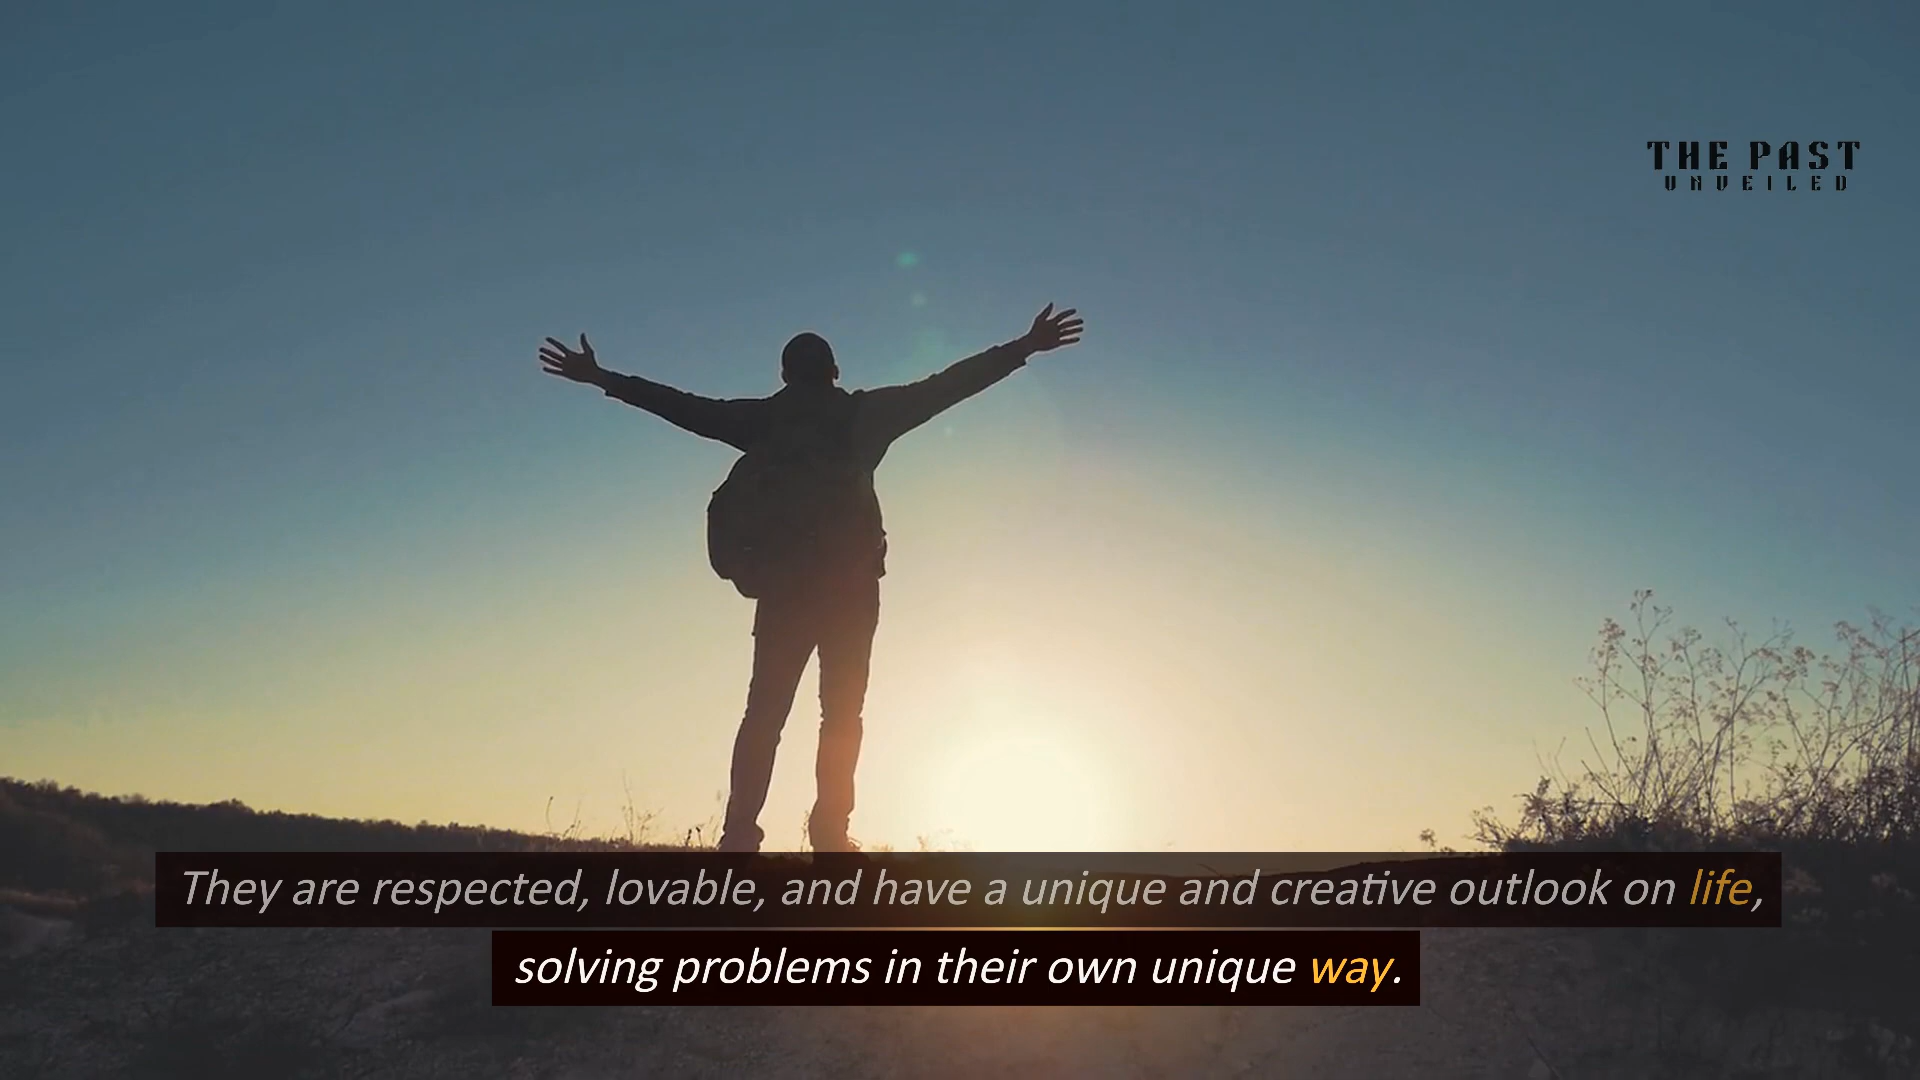 THE PAST
UNVEILED
They are respected, lovable, and have a unique and creative outlook on life,
solving problems in their own unique way.